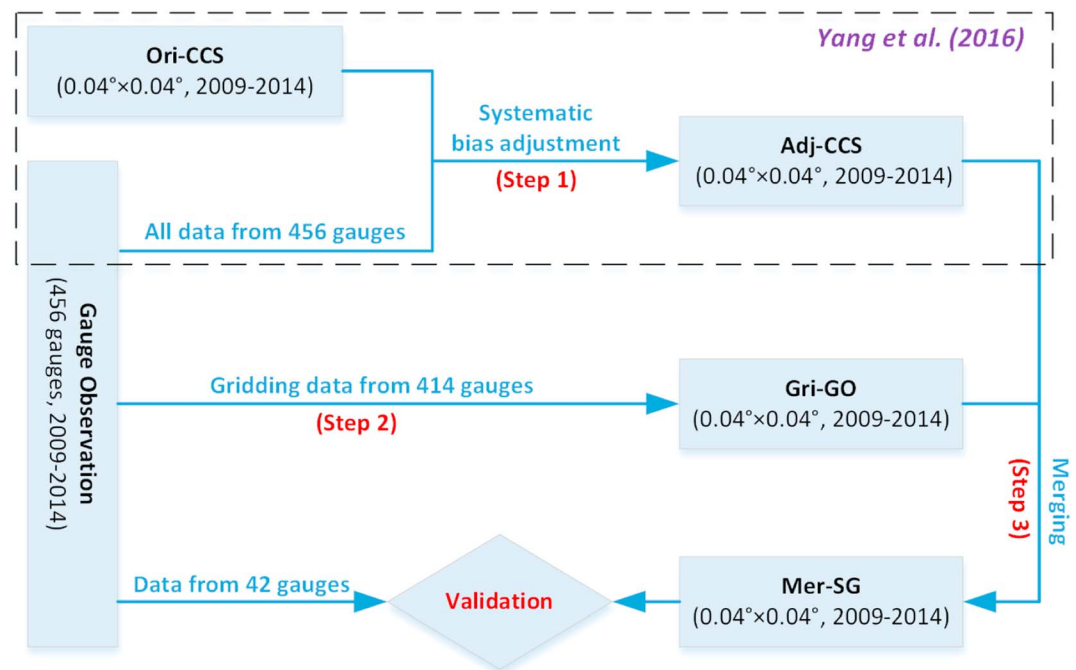 Yang et al. (2016)
Ori-CCS
(0.04°×0.04°, 2009-2014)
Systematic
bias adjustment
(Step 1)
Adj-CCS
(0.04°×0.04°, 2009-2014)
All data from 456 gauges
Gauge Observation
(456 gauges, 2009-2014)
Gridding data from 414 gauges
(Step 2)
Gri-GO
(0.04°×0.04°, 2009-2014)
Merging
(Step 3)
Data from 42 gauges
Validation
Mer-SG
(0.04°×0.04°, 2009-2014)